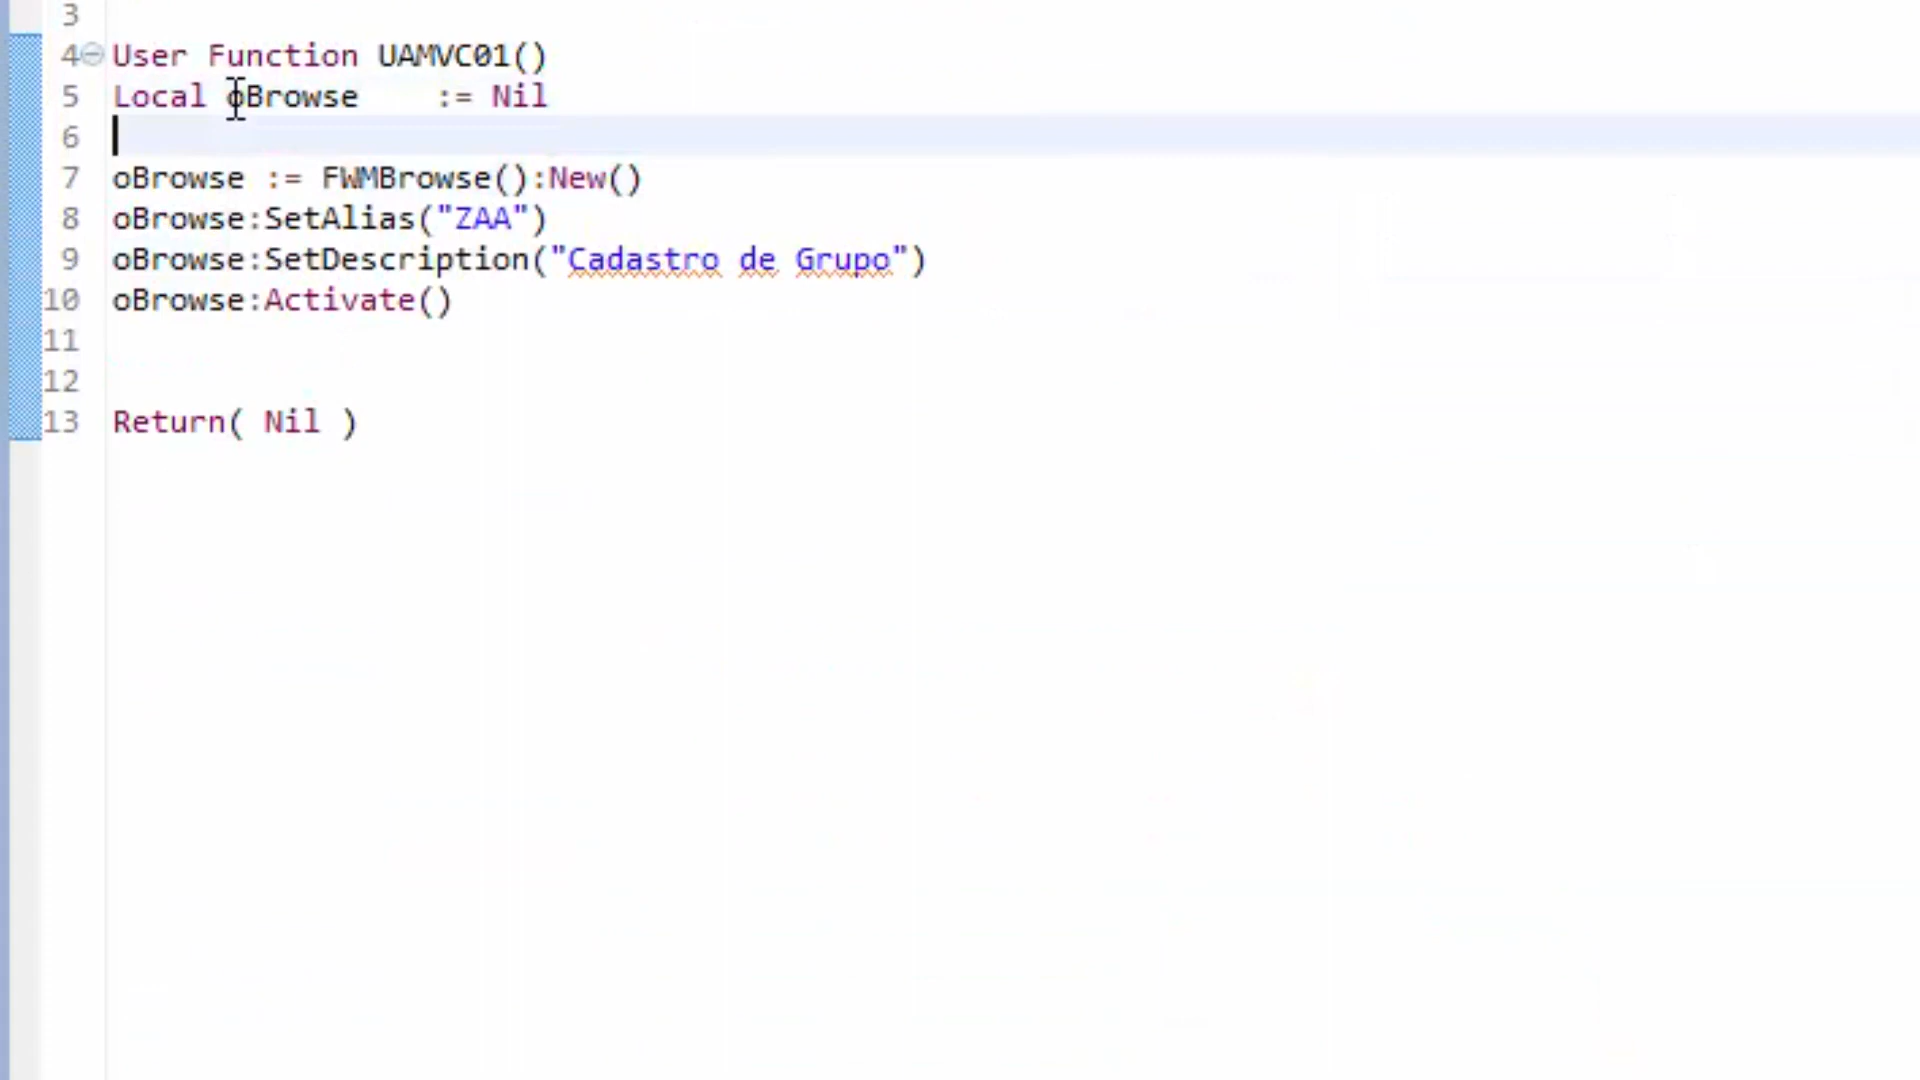 3
4 User Function UAMVC01()
5 Local oBrowse    := Nil
6
7 oBrowse := FWMBrowse():New()
8 oBrowse:SetAlias("ZAA")
9 oBrowse:SetDescription("Cadastro de Grupo")
10 oBrowse:Activate()
11
12
13 Return( Nil )